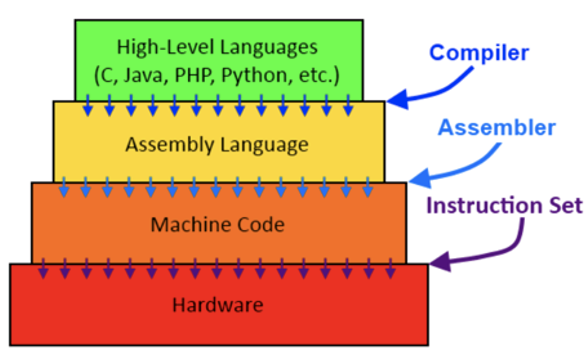 High-Level Languages
(C, Java, PHP, Python, etc.)
Compiler
Assembly Language
Assembler
Machine Code
Instruction Set
Hardware